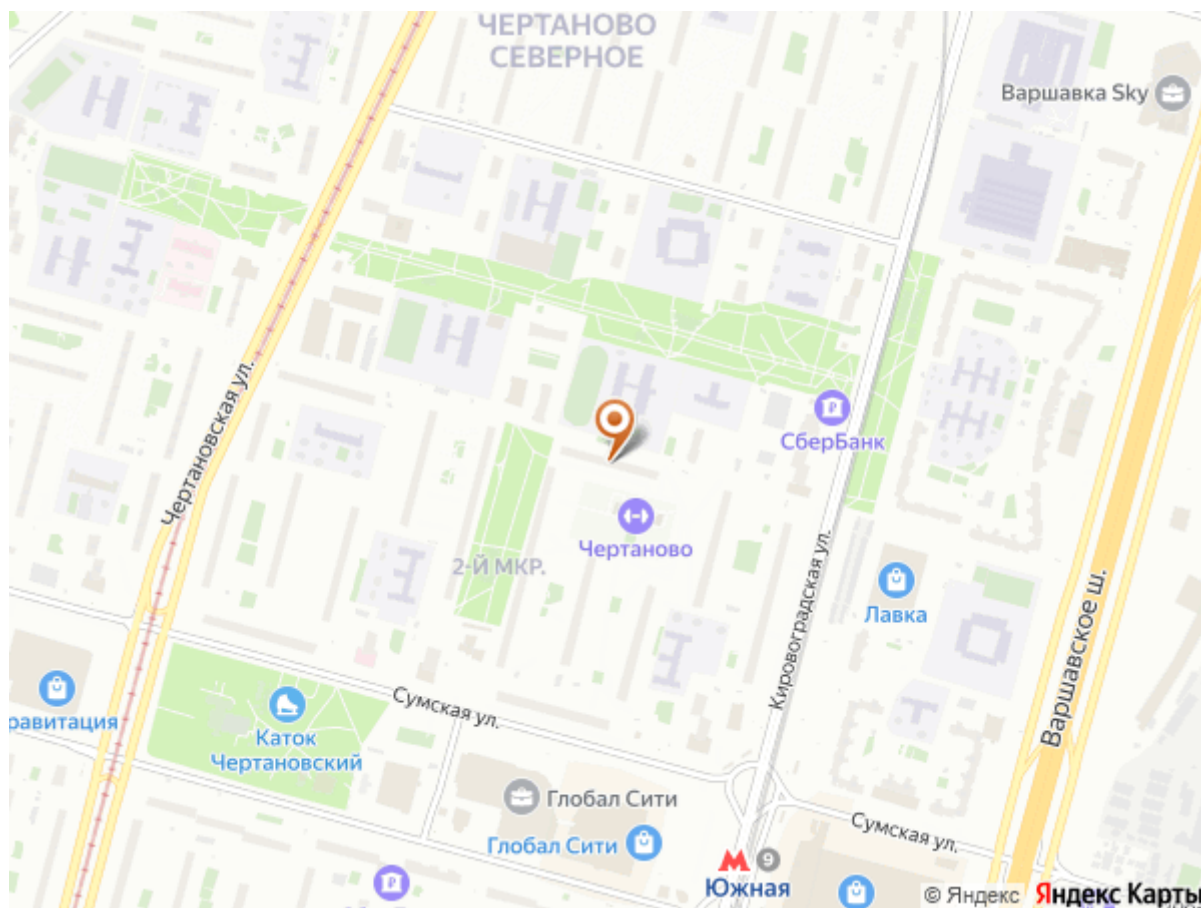 ЧЕРТАНОВО
СЕВЕРНОЕ
Варшавка Sky
Чертановская ул.
СберБанк
Чертаново
2-Й МКР.
Лавка
Кировоградская ул.
Варшавское ш.
равитация
Сумская ул.
Каток
Чертановский
Глобал Сити
Глобал Сити
Сумская ул.
9
Южная
© Яндекс Яндекс Карты